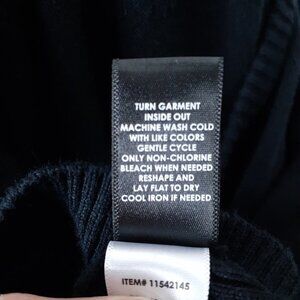 TURN GARMENT
INSIDE OUT
MACHINE WASH COLD
WITH LIKE COLORS
GENTLE CYCLE
ONLY NON-CHLORINE
BLEACH WHEN NEEDED
RESHAPE AND
LAY FLAT TO DRY
COOL IRON IF NEEDED
ITEM# 11542145